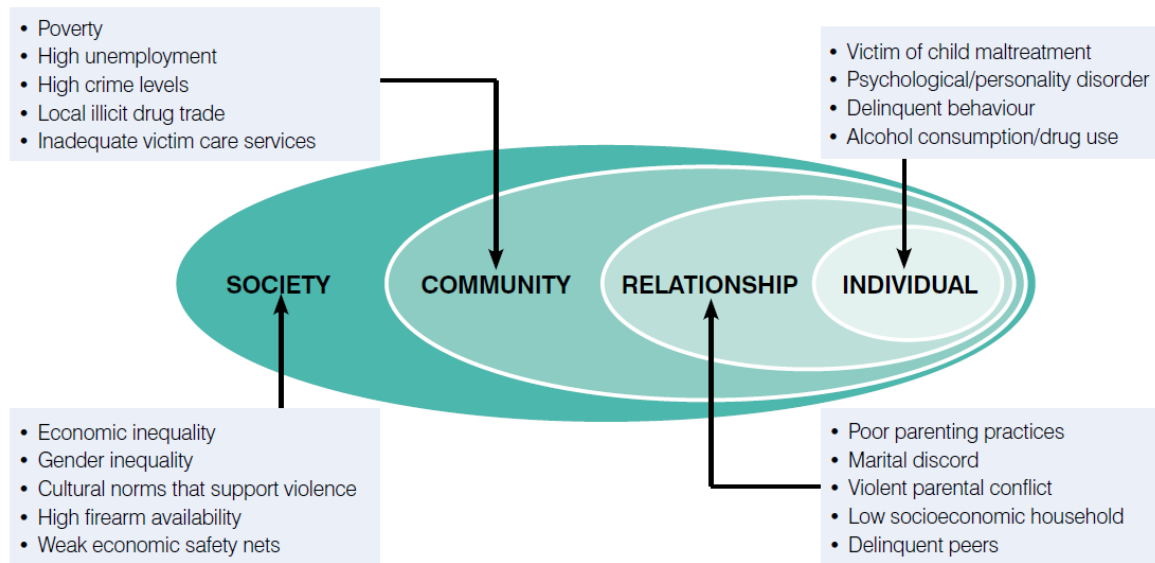 • Poverty
• High unemployment
• High crime levels
• Local illicit drug trade
• Inadequate victim care services
• Victim of child maltreatment
• Psychological/personality disorder
• Delinquent behaviour
• Alcohol consumption/drug use
SOCIETY
COMMUNITY
RELATIONSHIP
INDIVIDUAL
• Economic inequality
• Gender inequality
• Cultural norms that support violence
• High firearm availability
• Weak economic safety nets
• Poor parenting practices
• Marital discord
• Violent parental conflict
• Low socioeconomic household
• Delinquent peers